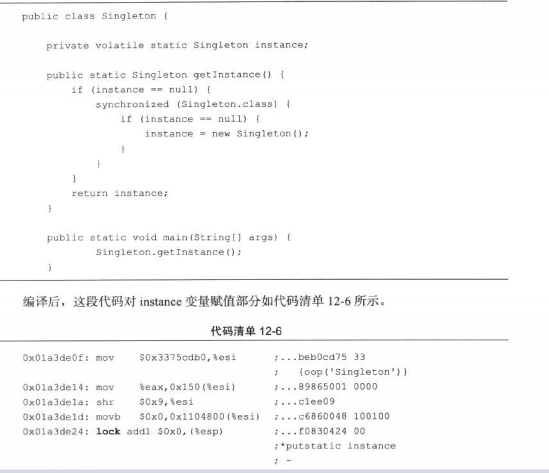 public class Singleton {
private volatile static Singleton instance;
public static Singleton getInstance() {
if (instance == null) {
synchronized (Singleton.class) {
if (instance == null) {
instance = new Singleton();
}
}
}
return instance;
}
public static void main(String[] args) {
Singleton.getInstance();
}
编译后，这段代码对 instance 变量赋值部分如代码清单 12-6 所示。
代码清单 12-6
0x01a3de0f: mov $0x3375cdb0,%esi ;...beb0cd75 33
; {oop('Singleton')}
0x01a3de14: mov %eax,0x150(%esi) ;...89865001 0000
0x01a3de1a: shr $0x9,%esi ;...c1ee09
0x01a3de1d: movb $0x0,0x1104800(%esi) ;...c6860048 100100
0x01a3de24: lock addl $0x0,(%esp) ;...f0830424 00
;*putstatic instance
; -